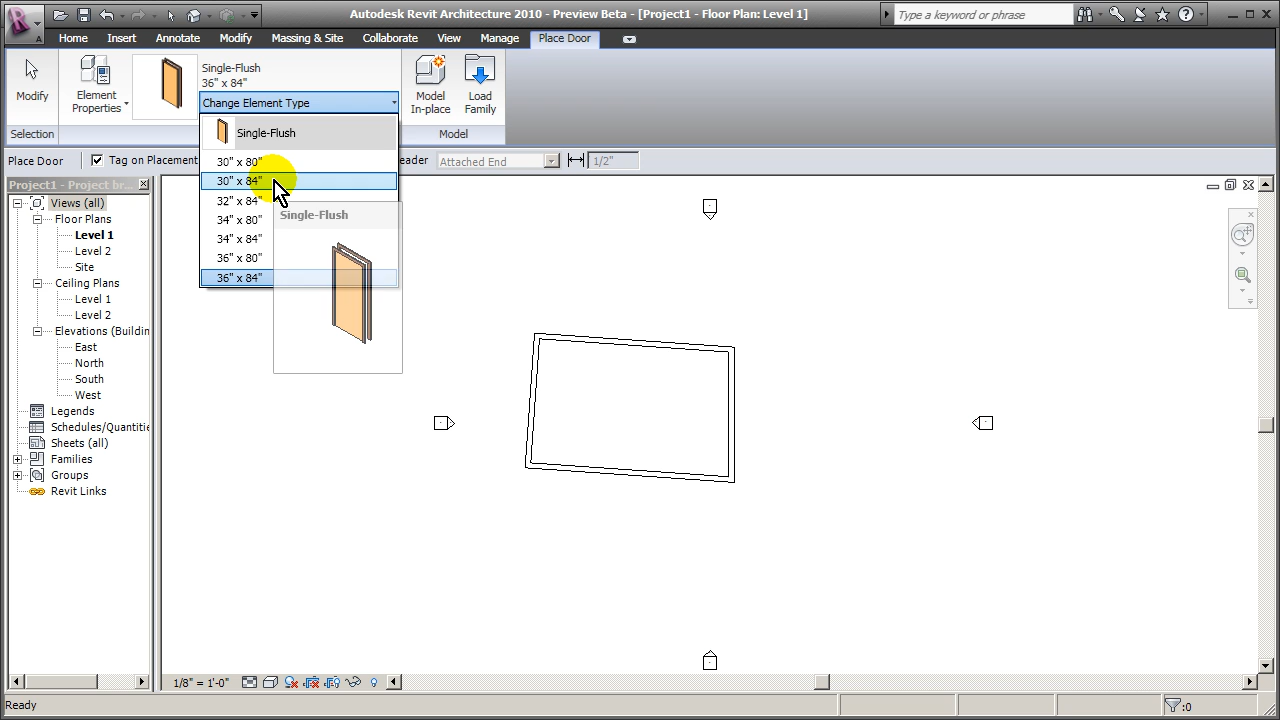 Autodesk Revit Architecture 2010 - Preview Beta - [Project1 - Floor Plan: Level 1]
Type a keyword or phrase
Home Insert Annotate Modify Massing & Site Collaborate View Manage Place Door
Modify
Element Properties
Single-Flush
36" x 84"
Change Element Type
Model In-place
Load Family
Selection
Model
Place Door
Tag on Placement
eader
Attached End
1/2"
Single-Flush
30" x 80"
30" x 84"
32" x 84"
34" x 80"
34" x 84"
36" x 80"
36" x 84"
Single-Flush
Project1 - Project br...
Views (all)
Floor Plans
Level 1
Level 2
Site
Ceiling Plans
Level 1
Level 2
Elevations (Buildin
East
North
South
West
Legends
Schedules/Quantitie
Sheets (all)
Families
Groups
Revit Links
1/8" = 1'-0"
Ready
:0